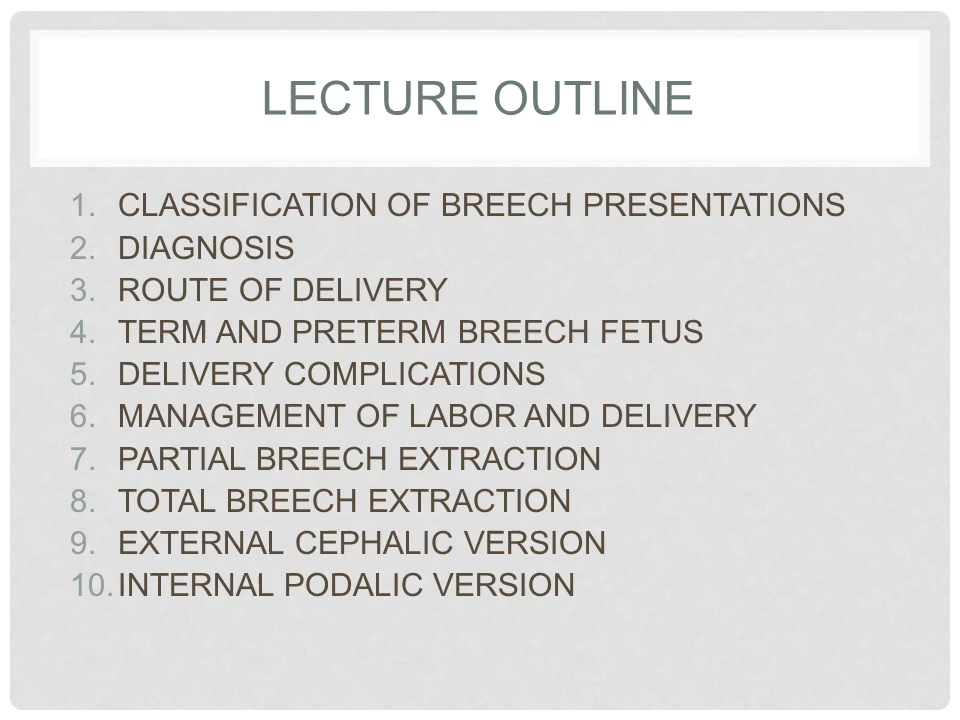 LECTURE OUTLINE
1. CLASSIFICATION OF BREECH PRESENTATIONS
2. DIAGNOSIS
3. ROUTE OF DELIVERY
4. TERM AND PRETERM BREECH FETUS
5. DELIVERY COMPLICATIONS
6. MANAGEMENT OF LABOR AND DELIVERY
7. PARTIAL BREECH EXTRACTION
8. TOTAL BREECH EXTRACTION
9. EXTERNAL CEPHALIC VERSION
10. INTERNAL PODALIC VERSION